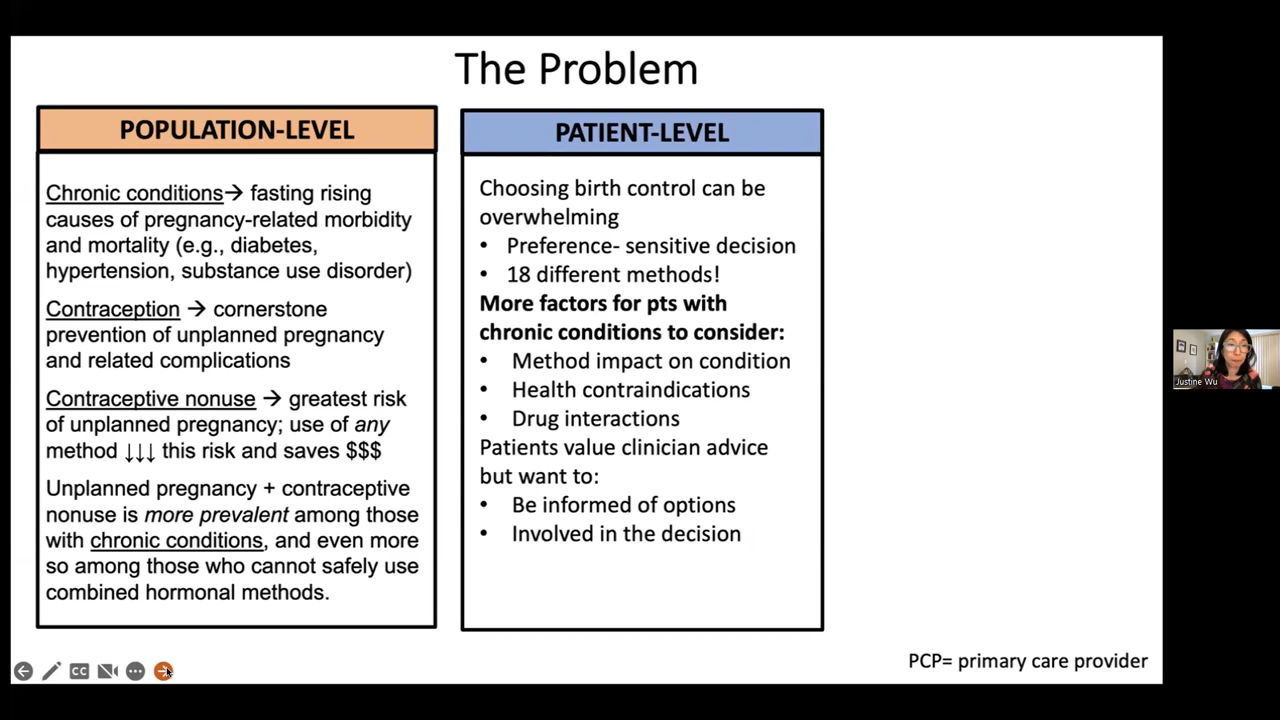 The Problem
POPULATION-LEVEL
Chronic conditions→ fasting rising
causes of pregnancy-related morbidity
and mortality (e.g., diabetes,
hypertension, substance use disorder)
Contraception → cornerstone
prevention of unplanned pregnancy
and related complications
Contraceptive nonuse → greatest risk
of unplanned pregnancy; use of any
method ↓↓↓ this risk and saves $$$
Unplanned pregnancy + contraceptive
nonuse is more prevalent among those
with chronic conditions, and even more
so among those who cannot safely use
combined hormonal methods.
PATIENT-LEVEL
Choosing birth control can be
overwhelming
• Preference- sensitive decision
• 18 different methods!
More factors for pts with
chronic conditions to consider:
• Method impact on condition
• Health contraindications
• Drug interactions
Patients value clinician advice
but want to:
• Be informed of options
• Involved in the decision
PCP= primary care provider
CC
Justine Wu